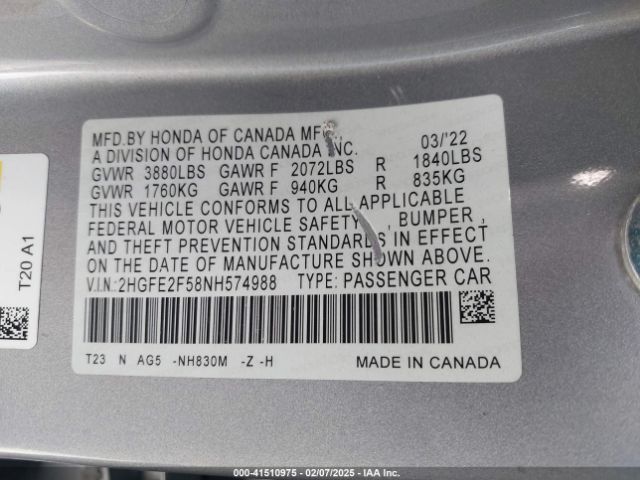 MFD.BY HONDA OF CANADA MFG. 03/'22
A DIVISION OF HONDA CANADA INC.
GVWR 3880LBS GAWR F 2072LBS R 1840LBS
GVWR 1760KG GAWR F 940KG R 835KG
THIS VEHICLE CONFORMS TO ALL APPLICABLE
FEDERAL MOTOR VEHICLE SAFETY, BUMPER,
AND THEFT PREVENTION STANDARDS IN EFFECT
ON THE DATE OF MANUFACTURE SHOWN ABOVE.
V.I.N.:2HGFE2F58NH574988 TYPE: PASSENGER CAR
T23 N AG5 -NH830M -Z -H MADE IN CANADA
T20 A1
000-41510975 - 02/07/2025 - IAA Inc.